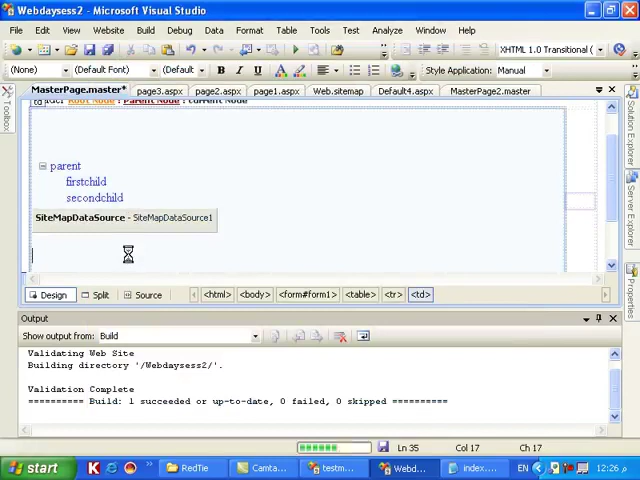 Webdaysess2 - Microsoft Visual Studio
File Edit View Website Build Debug Data Format Table Tools Test Analyze Window Help
XHTML 1.0 Transitional (
(None) (Default Font) (Default B I U A Style Application: Manual
MasterPage.master* page3.aspx page2.aspx page1.aspx Web.sitemap Default4.aspx MasterPage2.master
Toolbox
Solution Explorer
Server Explorer
Properties
td Root Node : Parent Node : Current Node
parent
firstchild
secondchild
SiteMapDataSource - SiteMapDataSource1
Design Split Source <html> <body> <form#form1> <table> <tr> <td>
Output
Show output from: Build
Validating Web Site
Building directory '/Webdaysess2/'.
Validation Complete
========== Build: 1 succeeded or up-to-date, 0 failed, 0 skipped ==========
Ln 35 Col 17 Ch 17
start K RedTie Camta... testm... Webd... index.... EN 12:26 م